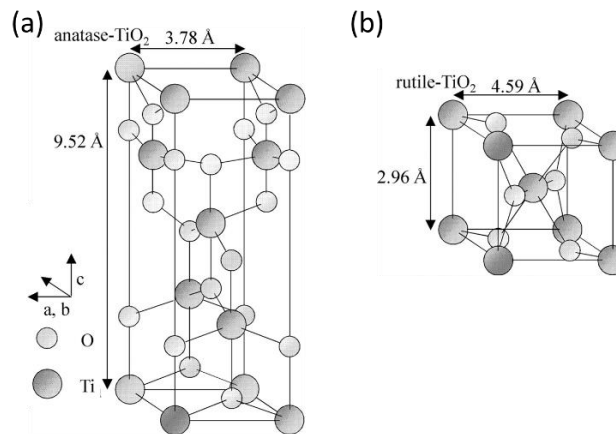 (a)
anatase-TiO₂
3.78 Å
9.52 Å
c
a, b
O
Ti
(b)
rutile-TiO₂
4.59 Å
2.96 Å